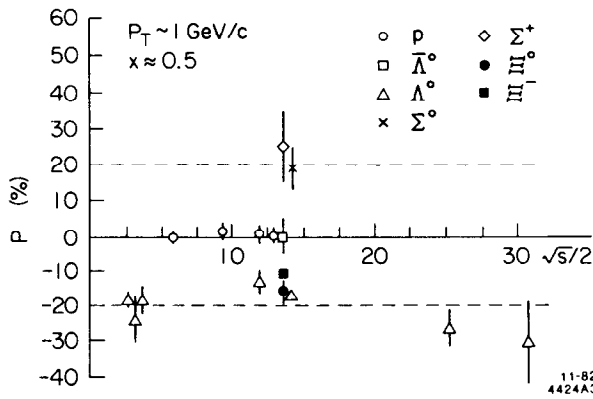 60
50
40
30
20
10
0
-10
-20
-30
-40
P (%)
P_T ~ 1 GeV/c
x ≈ 0.5
○ p
□ Λ̄°
△ Λ°
× Σ°
◇ Σ⁺
● Ξ°
■ Ξ⁻
10
20
30
√s/2
11-82
4424A3